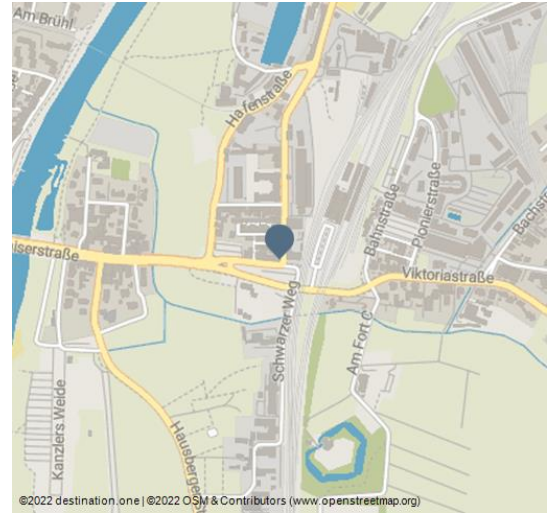 Am Brühl
Hafenstraße
Bahnstraße
Pionierstraße
Bachstr
iserstraße
Viktoriastraße
Schwarzer Weg
Am Fort C
Kanzlers Weide
Hausberger
©2022 destination.one | ©2022 OSM & Contributors (www.openstreetmap.org)